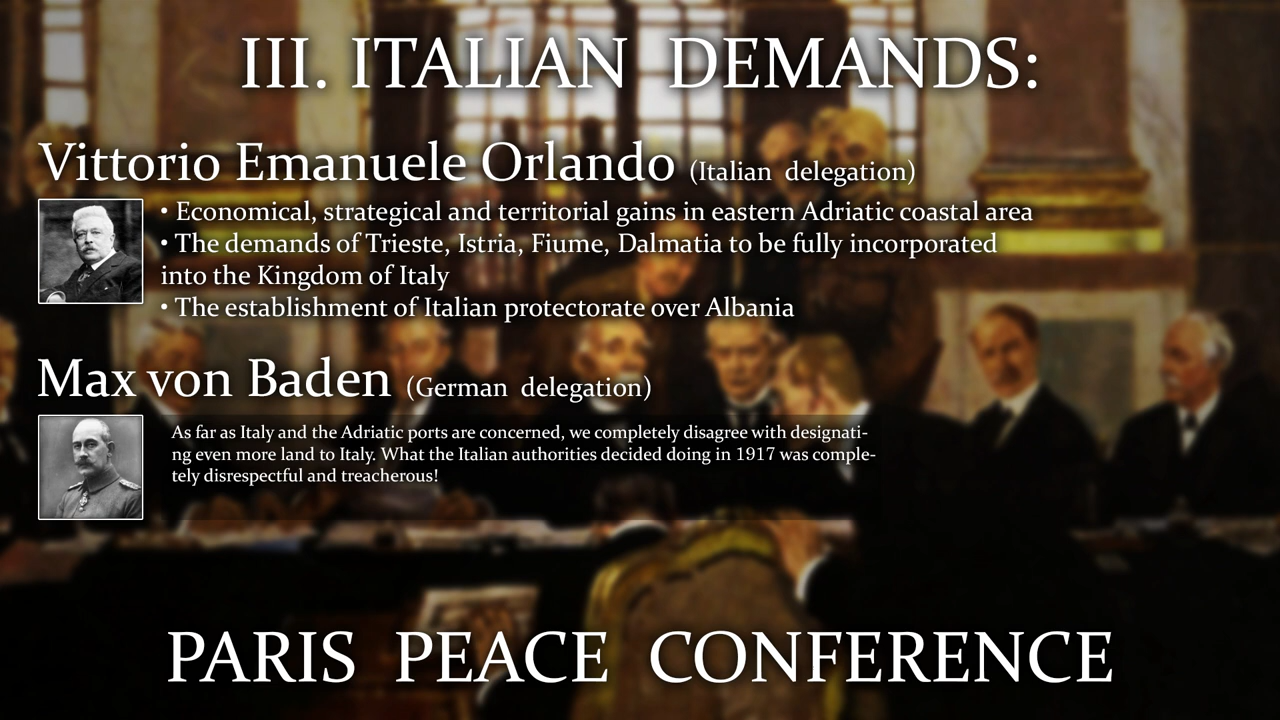 III. ITALIAN DEMANDS:
Vittorio Emanuele Orlando (Italian delegation)
• Economical, strategical and territorial gains in eastern Adriatic coastal area
• The demands of Trieste, Istria, Fiume, Dalmatia to be fully incorporated
into the Kingdom of Italy
• The establishment of Italian protectorate over Albania
Max von Baden (German delegation)
As far as Italy and the Adriatic ports are concerned, we completely disagree with designati-
ng even more land to Italy. What the Italian authorities decided doing in 1917 was comple-
tely disrespectful and treacherous!
PARIS PEACE CONFERENCE